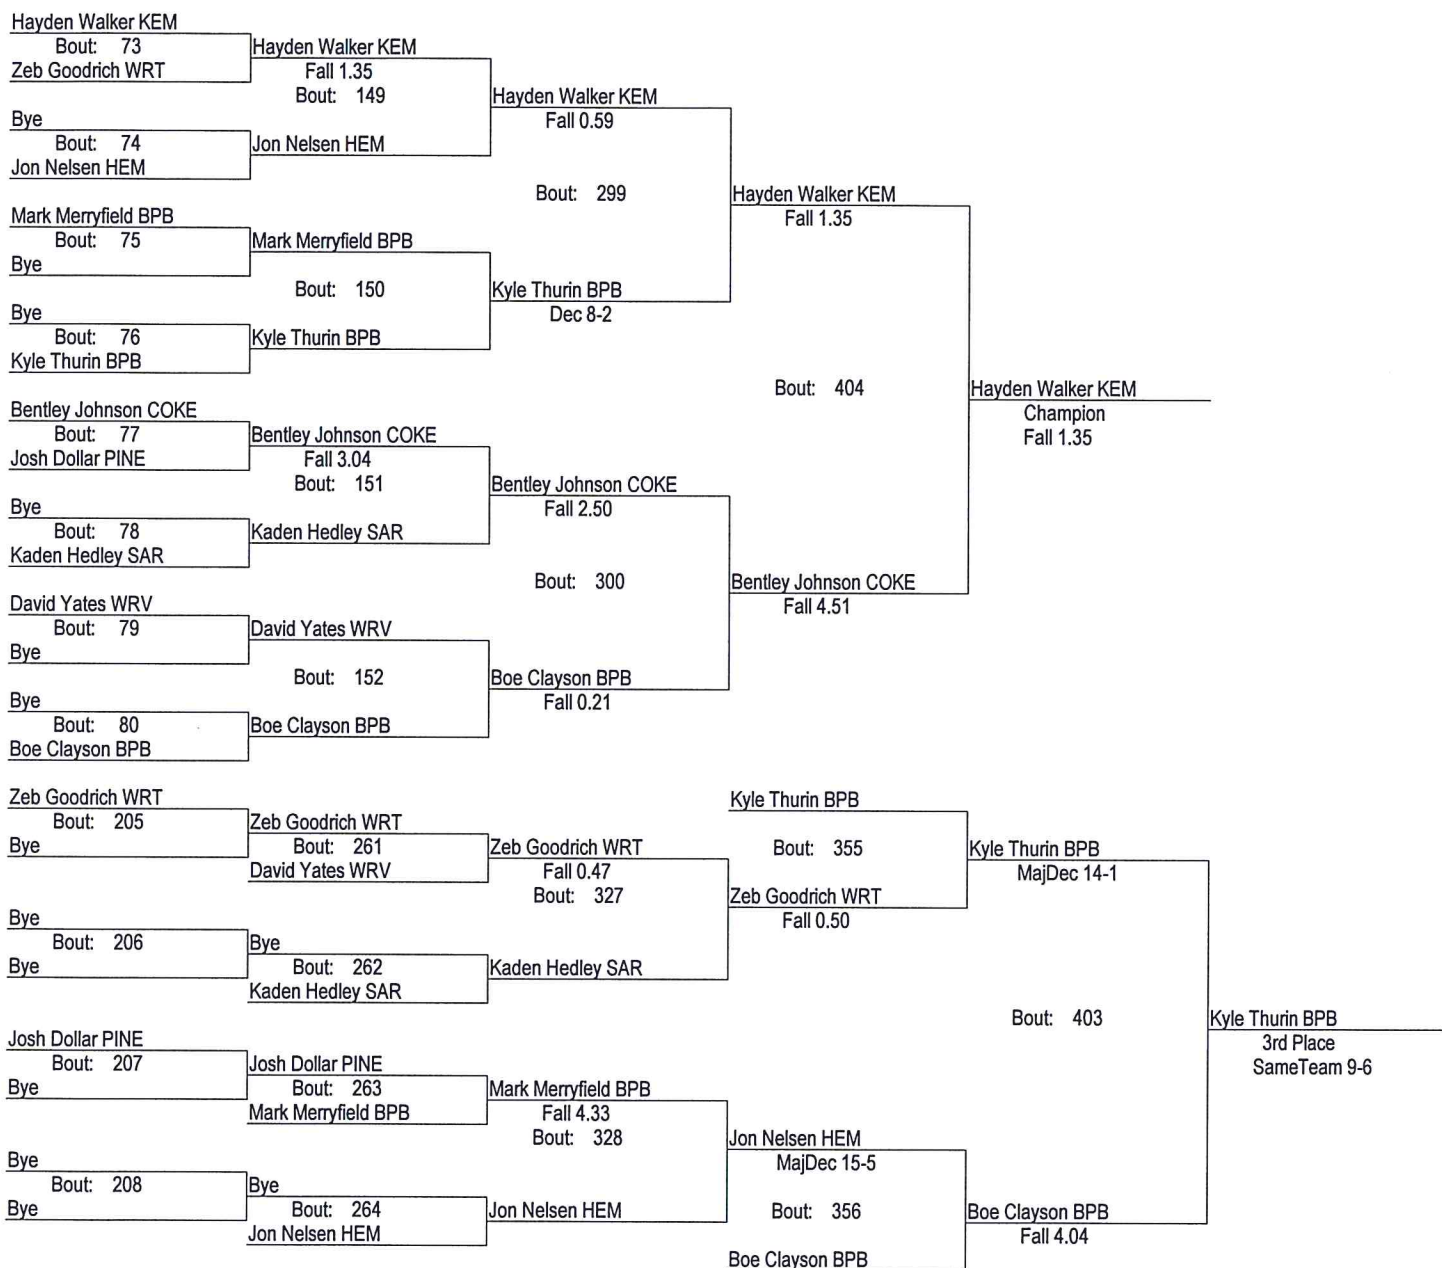 Hayden Walker KEM
Bout: 73
Zeb Goodrich WRT
Hayden Walker KEM
Fall 1.35
Bout: 149
Bye
Bout: 74
Jon Nelsen HEM
Jon Nelsen HEM
Hayden Walker KEM
Fall 0.59
Bout: 299
Mark Merryfield BPB
Bout: 75
Bye
Mark Merryfield BPB
Bout: 150
Bye
Bout: 76
Kyle Thurin BPB
Kyle Thurin BPB
Kyle Thurin BPB
Dec 8-2
Hayden Walker KEM
Fall 1.35
Bout: 404
Hayden Walker KEM
Champion
Fall 1.35
Bentley Johnson COKE
Bout: 77
Josh Dollar PINE
Bentley Johnson COKE
Fall 3.04
Bout: 151
Bye
Bout: 78
Kaden Hedley SAR
Kaden Hedley SAR
Bentley Johnson COKE
Fall 2.50
Bout: 300
Bentley Johnson COKE
Fall 4.51
David Yates WRV
Bout: 79
Bye
David Yates WRV
Bout: 152
Bye
Bout: 80
Boe Clayson BPB
Boe Clayson BPB
Boe Clayson BPB
Fall 0.21
Zeb Goodrich WRT
Bout: 205
Bye
Zeb Goodrich WRT
Bout: 261
David Yates WRV
Zeb Goodrich WRT
Fall 0.47
Bout: 327
Bye
Bout: 206
Bye
Bye
Bout: 262
Kaden Hedley SAR
Kaden Hedley SAR
Kyle Thurin BPB
Bout: 355
Zeb Goodrich WRT
Fall 0.50
Kyle Thurin BPB
MajDec 14-1
Bout: 403
Kyle Thurin BPB
3rd Place
SameTeam 9-6
Josh Dollar PINE
Bout: 207
Bye
Josh Dollar PINE
Bout: 263
Mark Merryfield BPB
Mark Merryfield BPB
Fall 4.33
Bout: 328
Bye
Bout: 208
Bye
Bye
Bout: 264
Jon Nelsen HEM
Jon Nelsen HEM
Jon Nelsen HEM
MajDec 15-5
Bout: 356
Boe Clayson BPB
Boe Clayson BPB
Fall 4.04